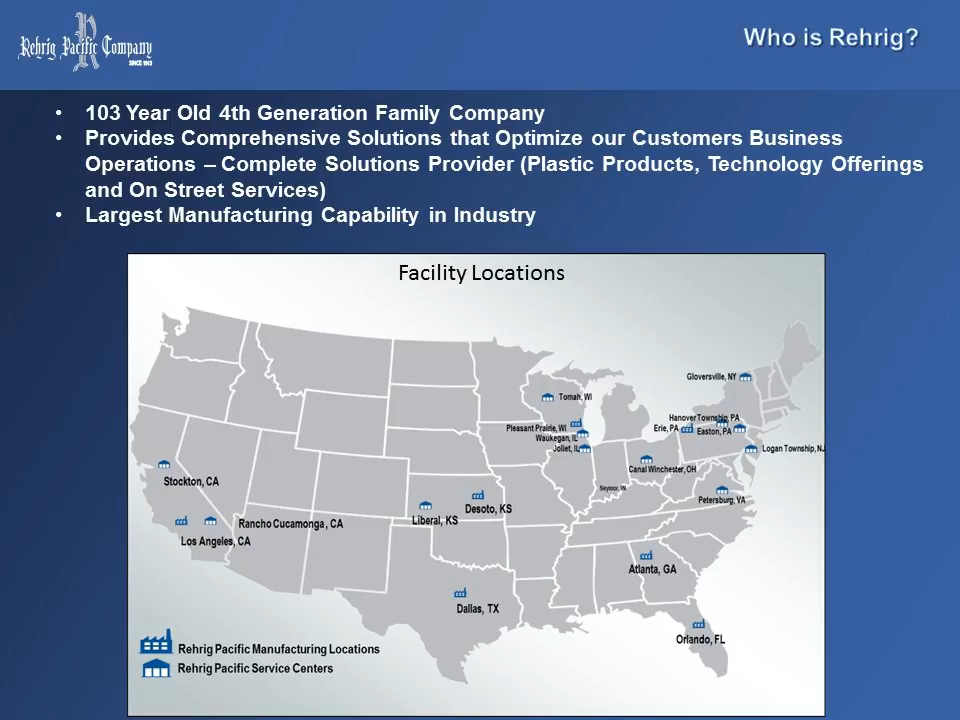 Rehrig Pacific Company
SINCE 1913
Who is Rehrig?
• 103 Year Old 4th Generation Family Company
• Provides Comprehensive Solutions that Optimize our Customers Business
Operations – Complete Solutions Provider (Plastic Products, Technology Offerings
and On Street Services)
• Largest Manufacturing Capability in Industry
Facility Locations
Gloversville, NY
Tomah, WI
Hanover Township, PA
Pleasant Prairie, WI
Erie, PA
Easton, PA
Waukegan, IL
Joliet, IL
Logan Township, NJ
Canal Winchester, OH
Stockton, CA
Seymor, IN
Petersburg, VA
Desoto, KS
Liberal, KS
Rancho Cucamonga, CA
Los Angeles, CA
Atlanta, GA
Dallas, TX
Orlando, FL
Rehrig Pacific Manufacturing Locations
Rehrig Pacific Service Centers